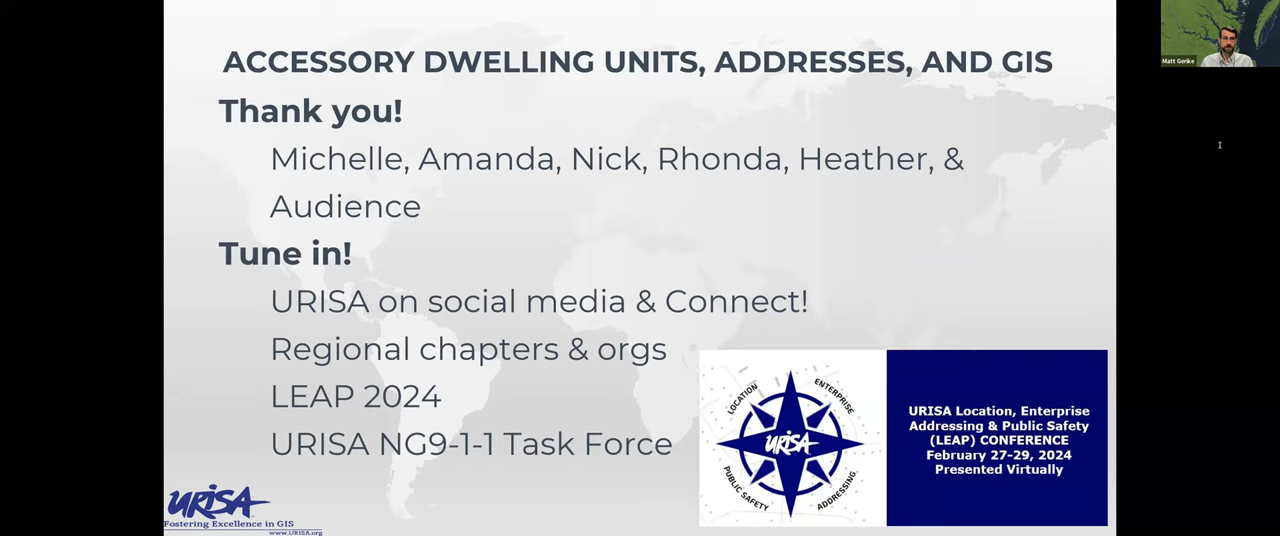 ACCESSORY DWELLING UNITS, ADDRESSES, AND GIS
Thank you!
Michelle, Amanda, Nick, Rhonda, Heather, &
Audience
Tune in!
URISA on social media & Connect!
Regional chapters & orgs
LEAP 2024
URISA NG9-1-1 Task Force
LOCATION
ENTERPRISE
URISA
PUBLIC SAFETY
ADDRESSING
URISA Location, Enterprise
Addressing & Public Safety
(LEAP) CONFERENCE
February 27-29, 2024
Presented Virtually
URISA
Fostering Excellence in GIS
www.URISA.org
Matt Gerike